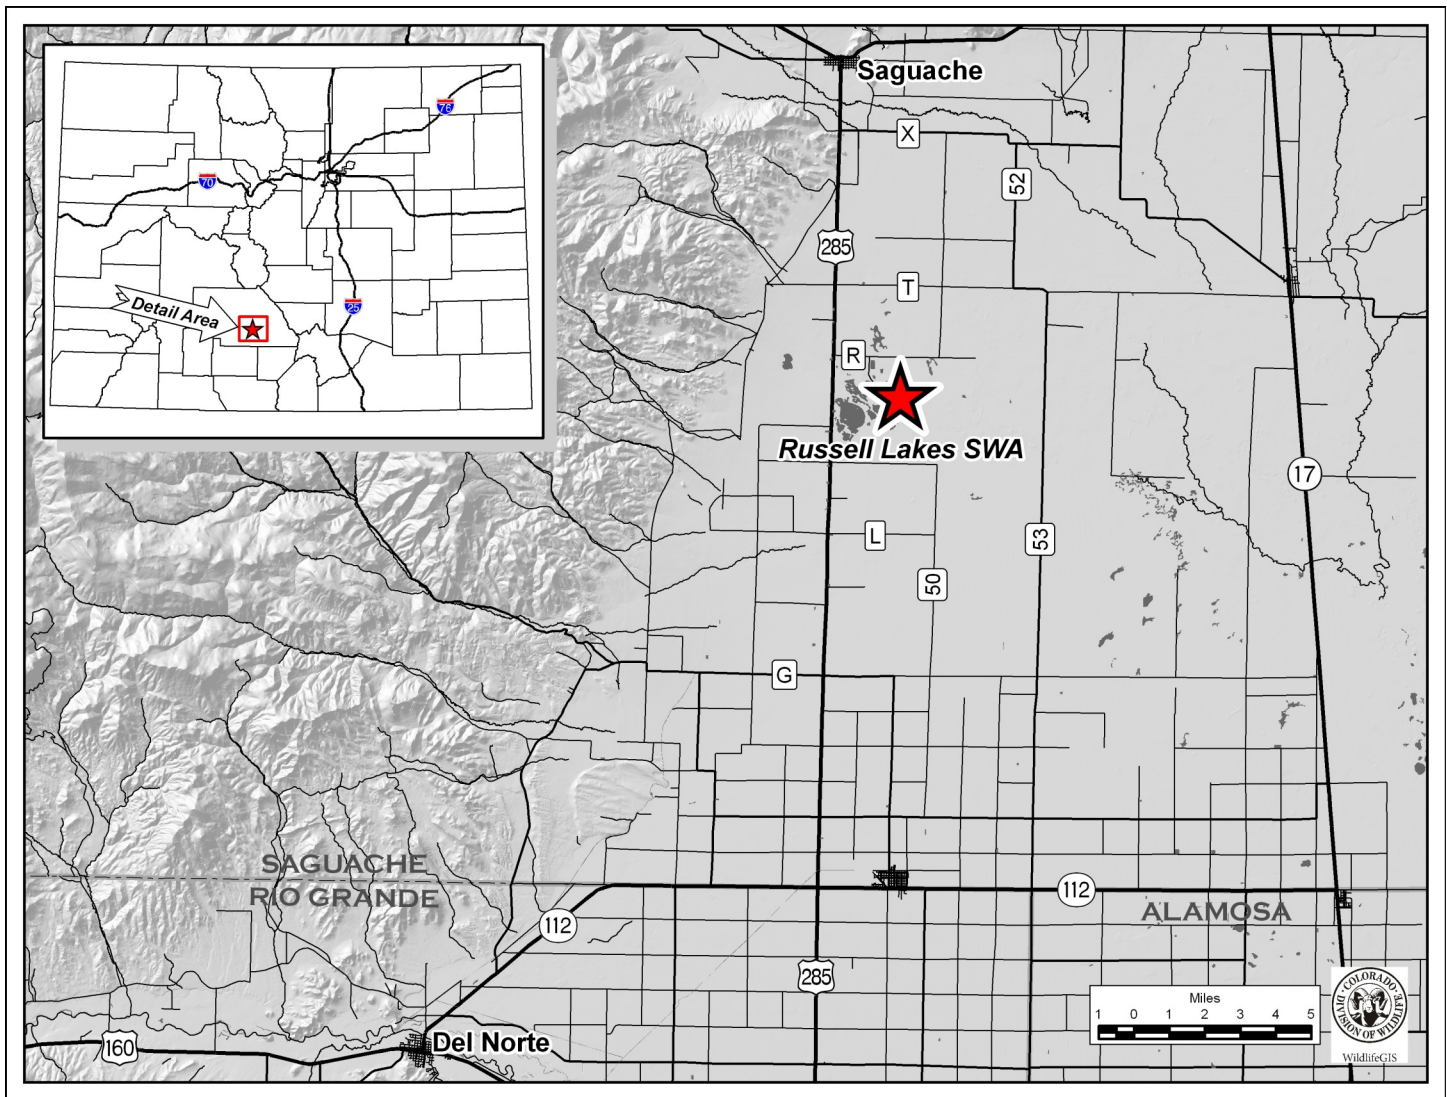 Saguache
76
X
70
52
285
T
25
Detail Area
R
Russell Lakes SWA
17
L
53
50
G
SAGUACHE
RIO GRANDE
112
ALAMOSA
112
285
Miles
1 0 1 2 3 4 5
COLORADO
DIVISION OF WILDLIFE
WildlifeGIS
Del Norte
160